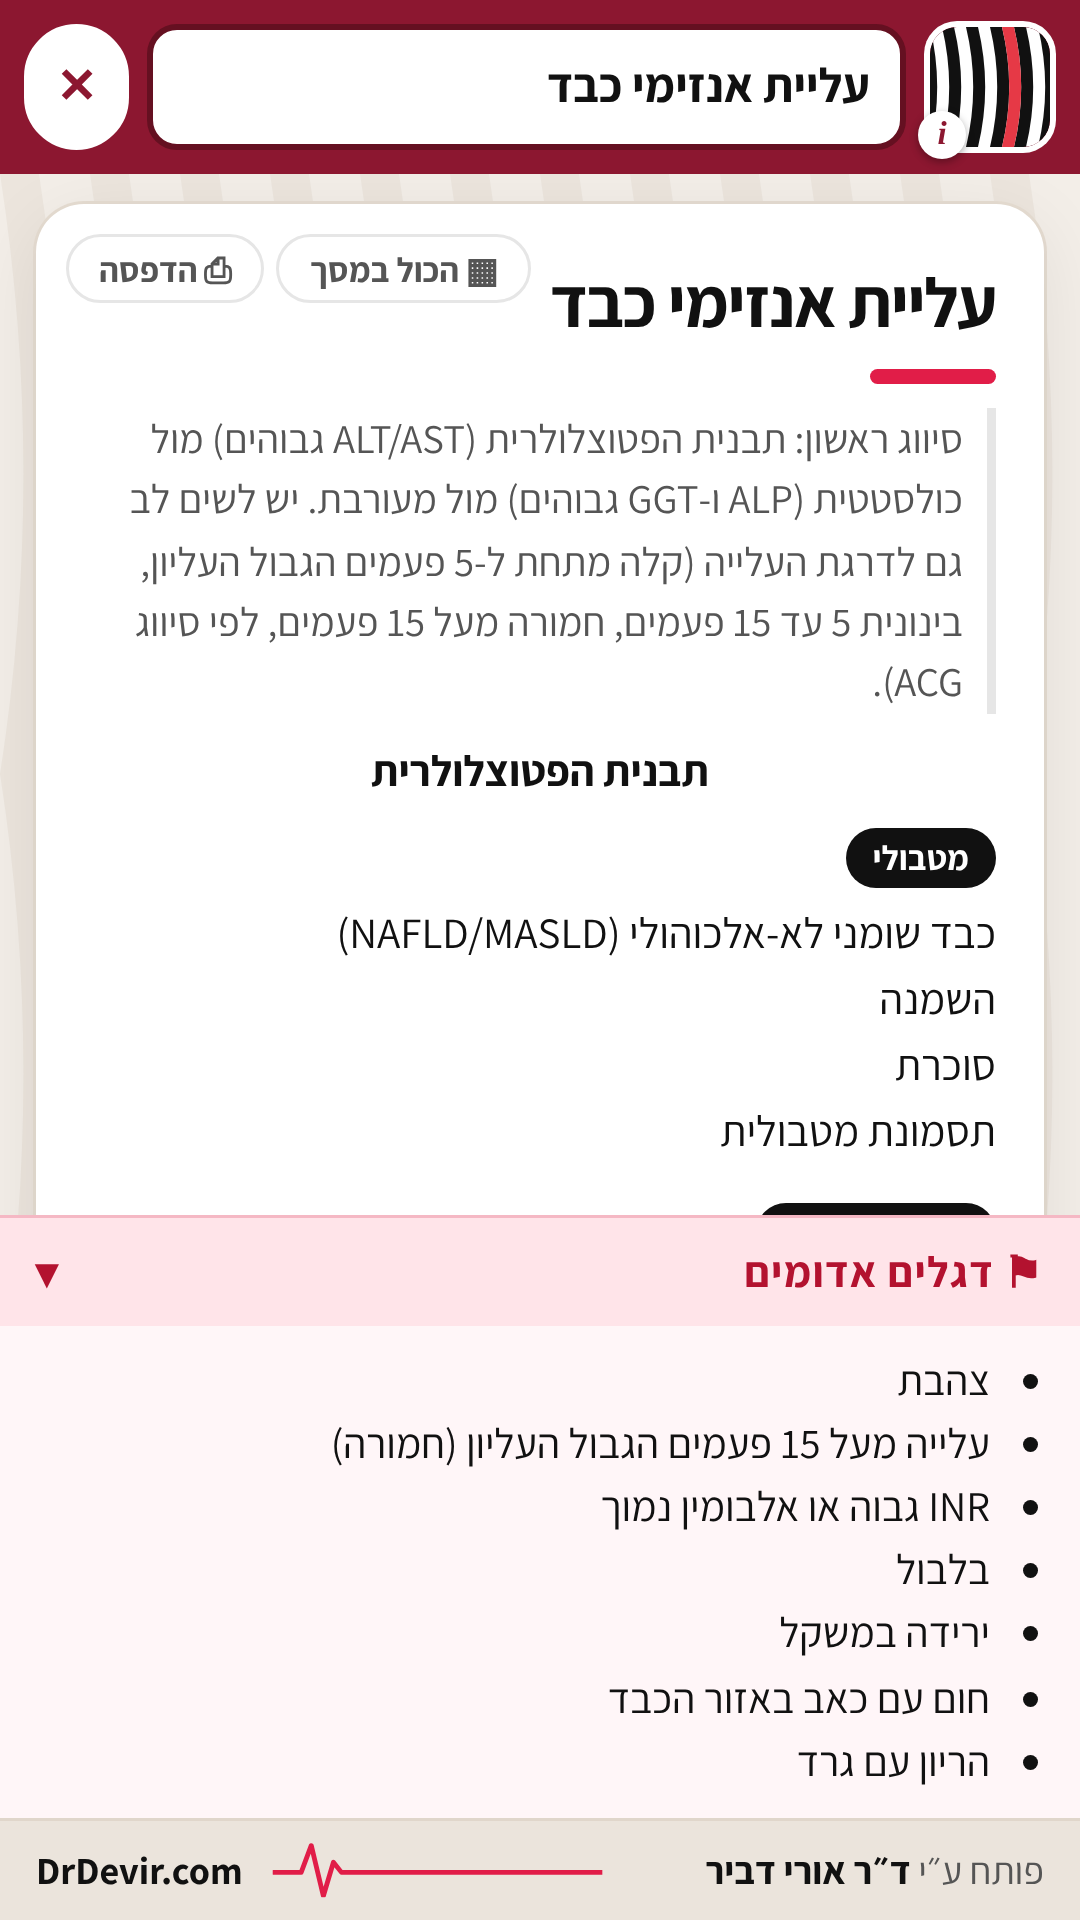 עליית אנזימי כבד
×
i
עליית אנזימי כבד
▦ הכול במסך
⎙ הדפסה
סיווג ראשון: תבנית הפטוצלולרית (ALT/AST גבוהים) מול
כולסטטית (ALP ו-GGT גבוהים) מול מעורבת. יש לשים לב
גם לדרגת העלייה (קלה מתחת ל-5 פעמים הגבול העליון,
בינונית 5 עד 15 פעמים, חמורה מעל 15 פעמים, לפי סיווג
ACG).
תבנית הפטוצלולרית
מטבולי
כבד שומני לא-אלכוהולי (NAFLD/MASLD)
השמנה
סוכרת
תסמונת מטבולית
⚑ דגלים אדומים ▼
• צהבת
• עלייה מעל 15 פעמים הגבול העליון (חמורה)
• INR גבוה או אלבומין נמוך
• בלבול
• ירידה במשקל
• חום עם כאב באזור הכבד
• הריון עם גרד
פותח ע״י ד״ר אורי דביר
DrDevir.com